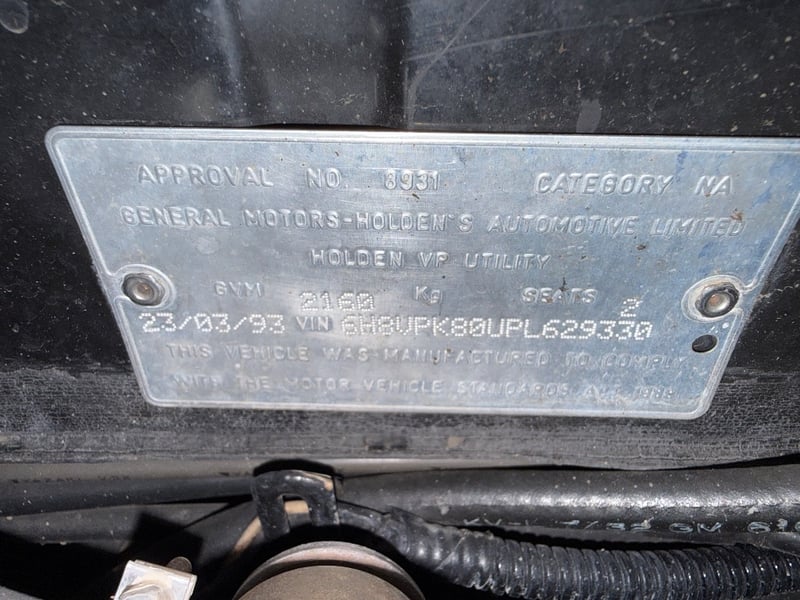 APPROVAL NO 8931 CATEGORY NA
GENERAL MOTORS-HOLDEN'S AUTOMOTIVE LIMITED
HOLDEN VP UTILITY
GVM 2160 Kg SEATS 2
23/03/93 VIN 6H8VPK80UPL629330
THIS VEHICLE WAS MANUFACTURED TO COMPLY
WITH THE MOTOR VEHICLE STANDARDS ACT 1989